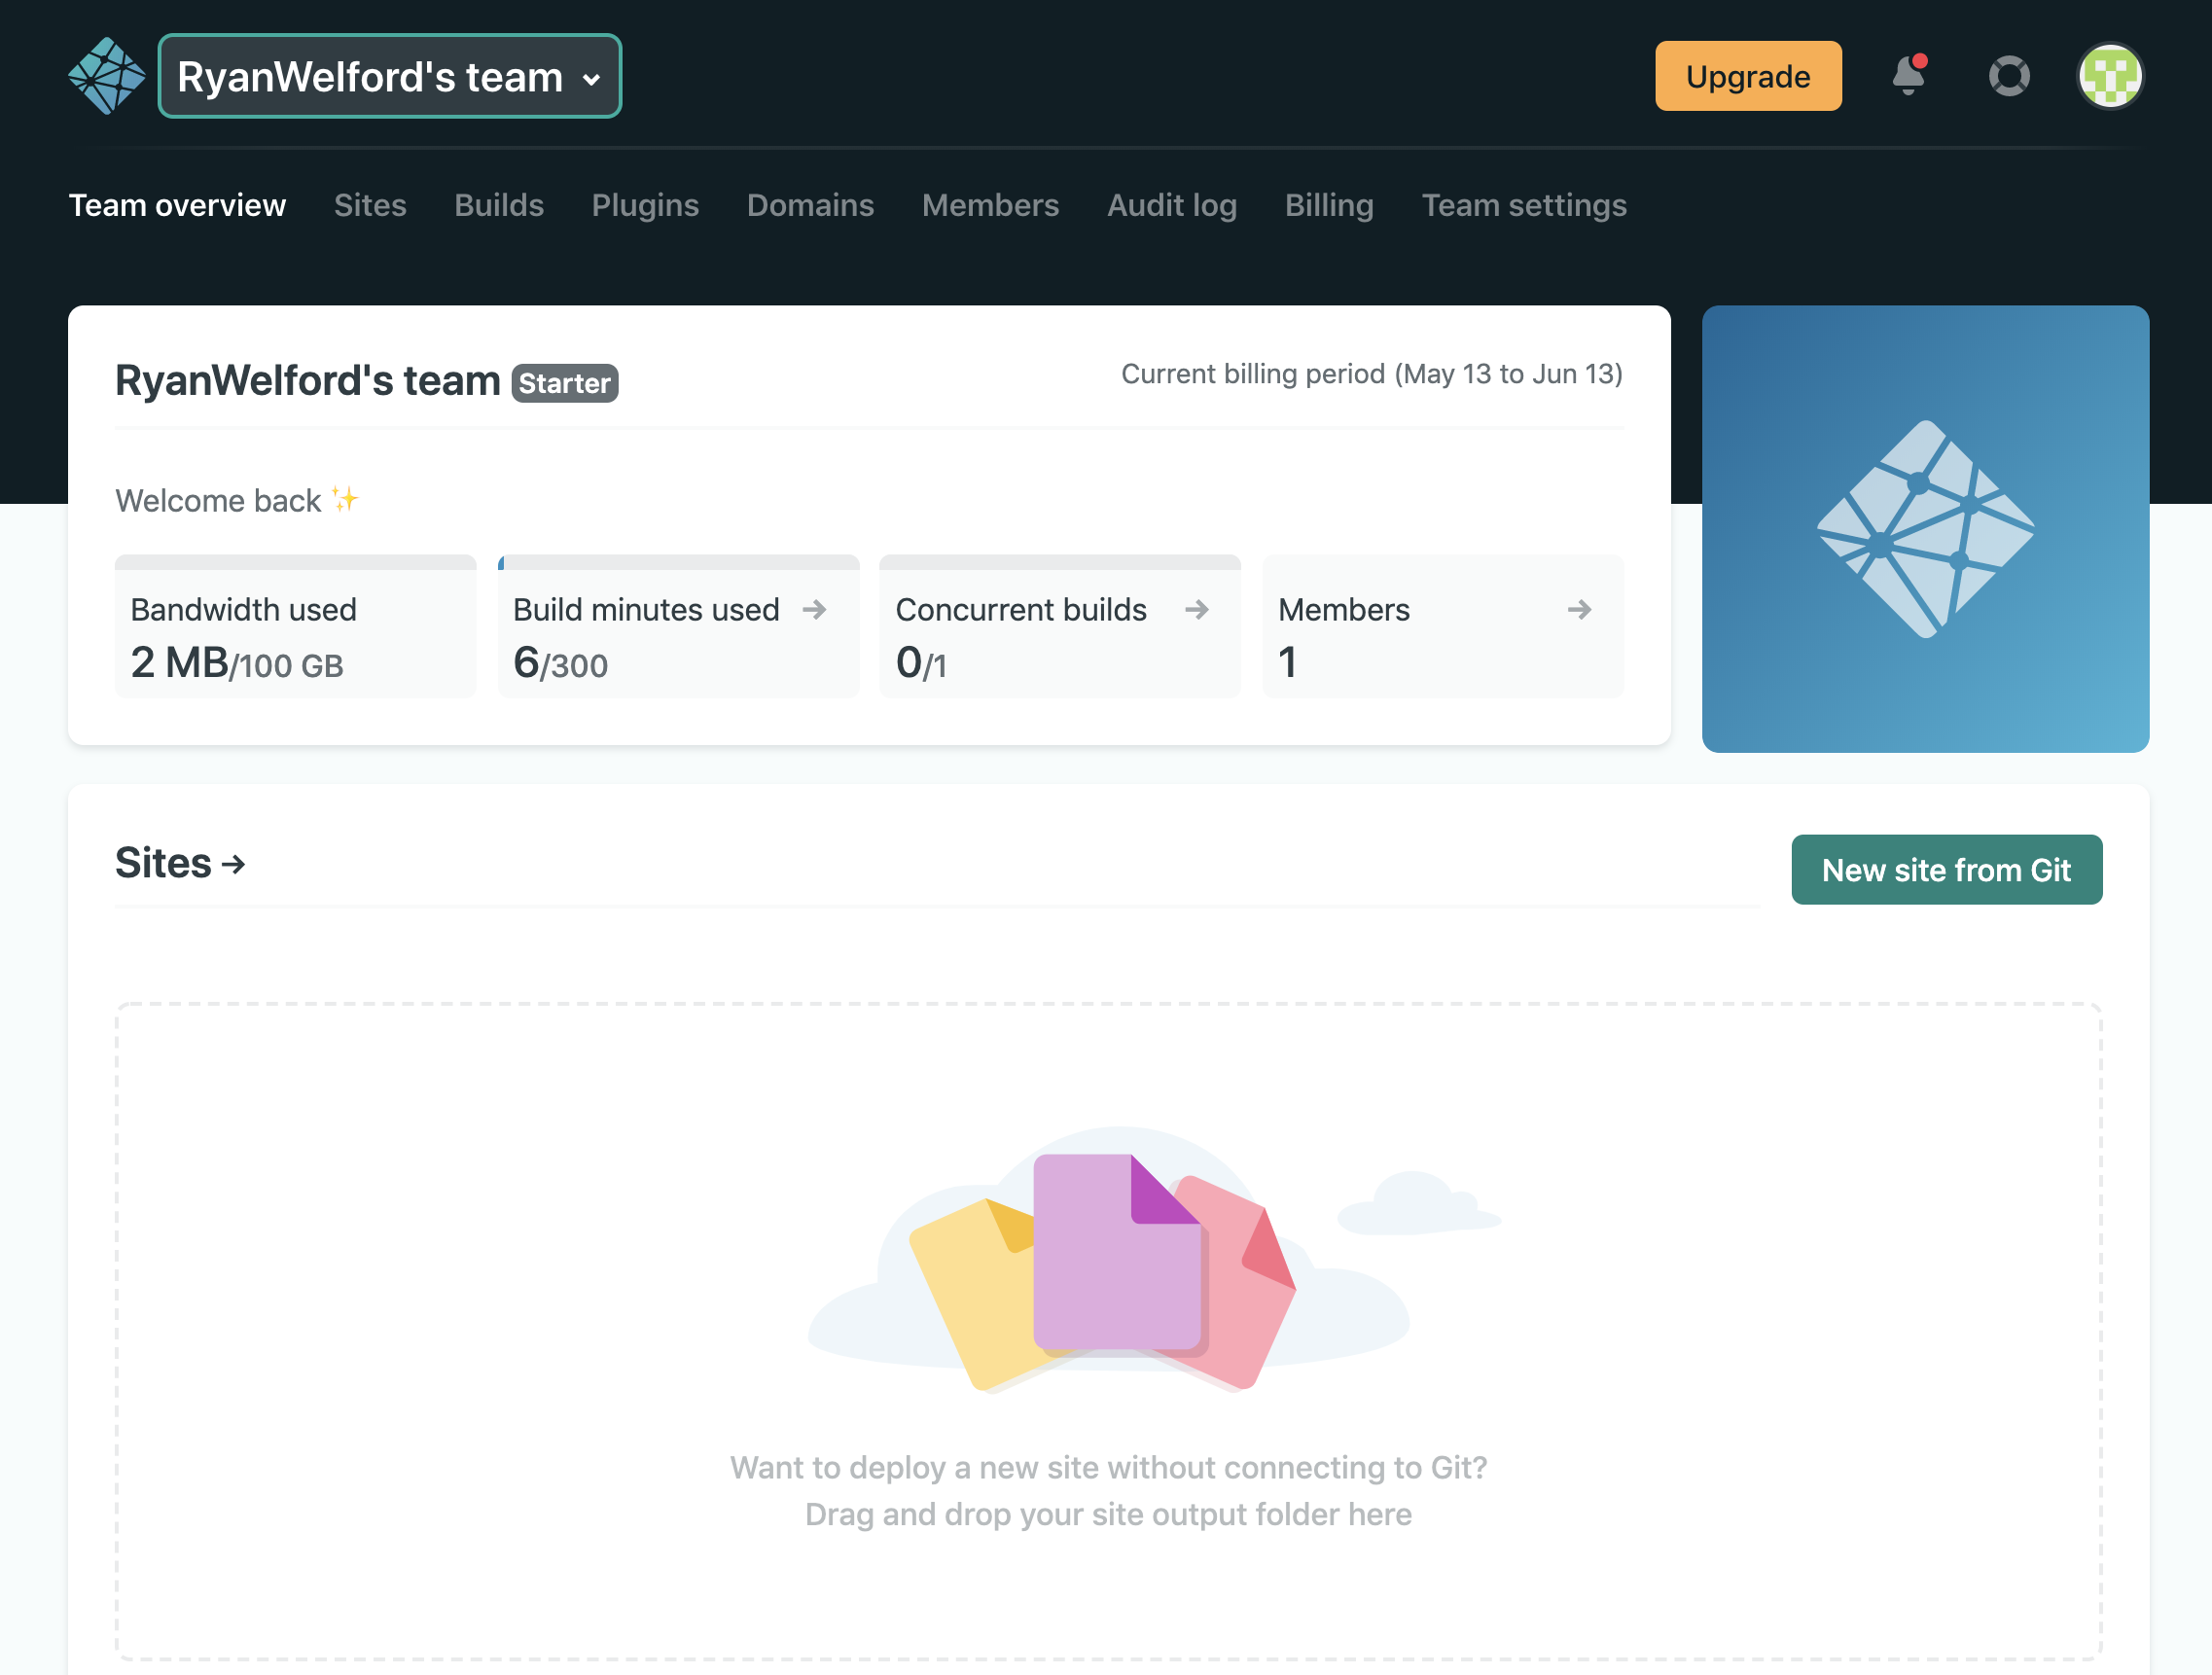 RyanWelford's team
Upgrade
Team overview Sites Builds Plugins Domains Members Audit log Billing Team settings
RyanWelford's team Starter
Current billing period (May 13 to Jun 13)
Welcome back ✨
Bandwidth used
2 MB/100 GB
Build minutes used →
6/300
Concurrent builds →
0/1
Members →
1
Sites →
New site from Git
Want to deploy a new site without connecting to Git?
Drag and drop your site output folder here